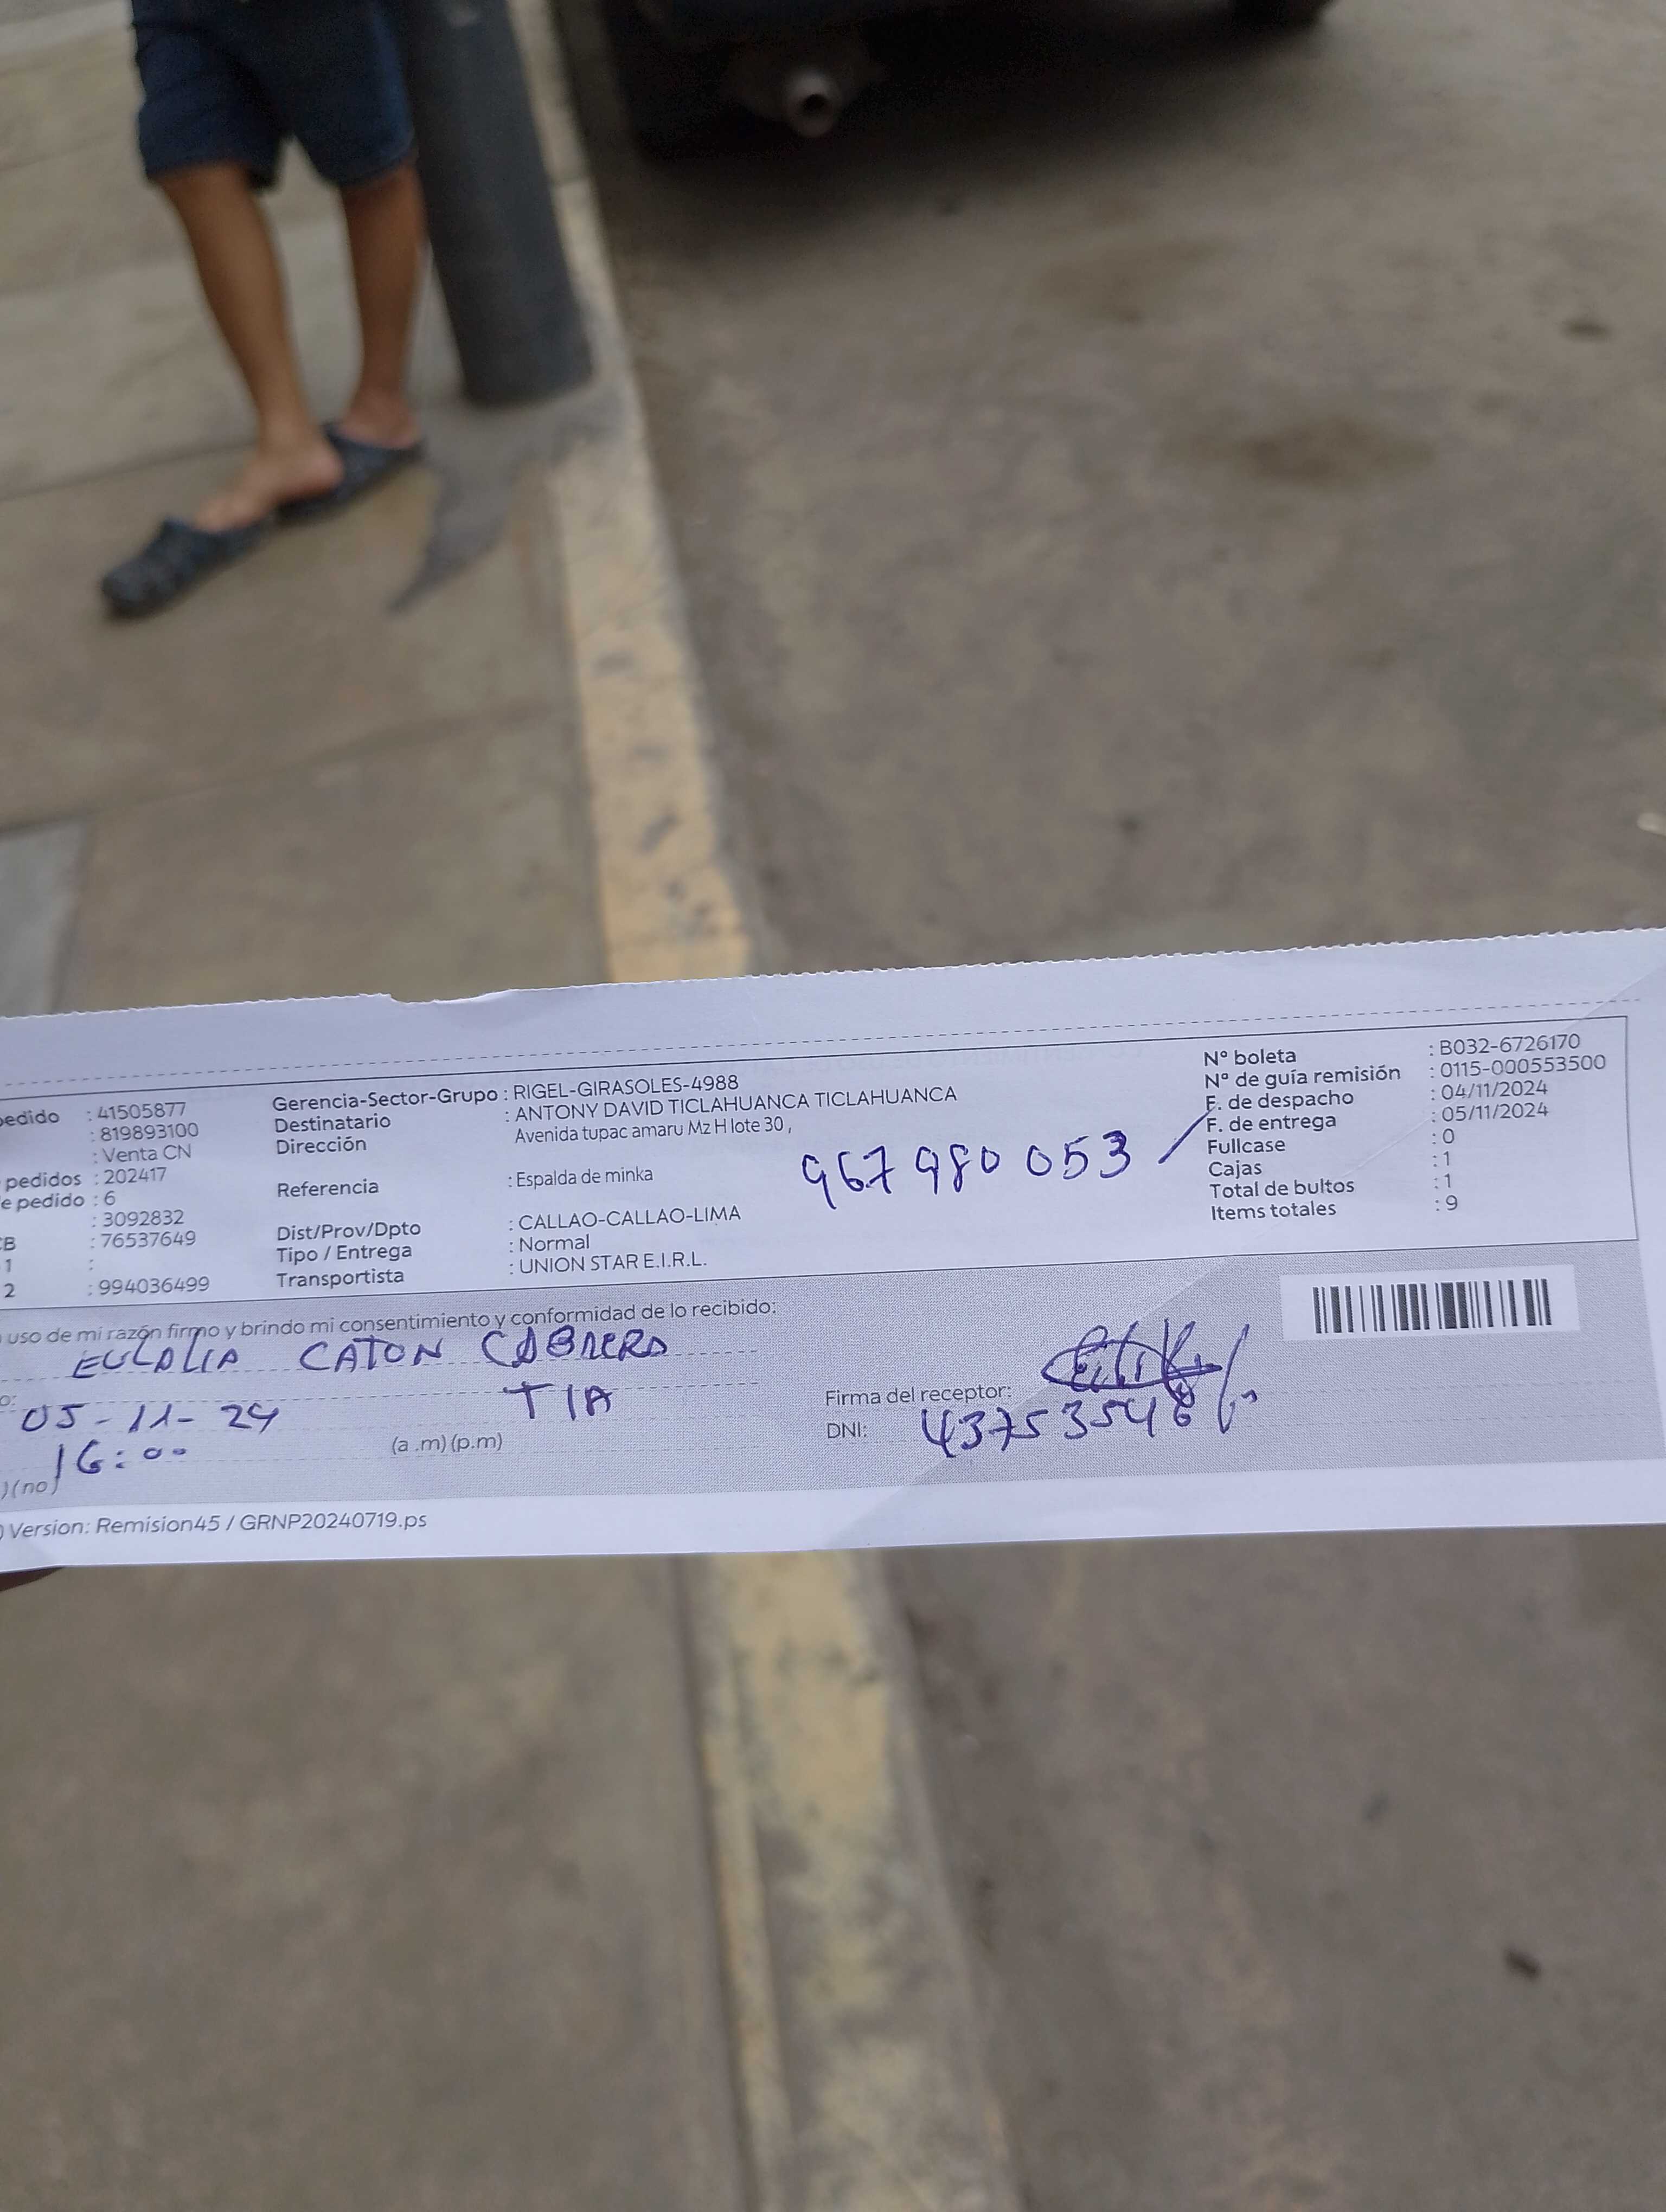 pedido : 41505877
: 819893100
: Venta CN
pedidos : 202417
e pedido : 6
: 3092832
CB : 76537649
1 :
2 : 994036499
Gerencia-Sector-Grupo : RIGEL-GIRASOLES-4988
Destinatario : ANTONY DAVID TICLAHUANCA TICLAHUANCA
Dirección Avenida tupac amaru Mz H lote 30 ,
Referencia : Espalda de minka
967 980 053
Dist/Prov/Dpto : CALLAO-CALLAO-LIMA
Tipo / Entrega : Normal
Transportista : UNION STAR E.I.R.L.
N° boleta : B032-6726170
N° de guía remisión : 0115-000553500
F. de despacho : 04/11/2024
F. de entrega : 05/11/2024
Fullcase : 0
Cajas : 1
Total de bultos : 1
Items totales : 9
uso de mi razón firmo y brindo mi consentimiento y conformidad de lo recibido:
EULALIA CATON CABRERA
TIA
o: 05-11-24
16:00 (a .m) (p.m)
) (no)
Firma del receptor:
DNI: 43753548
) Version: Remision45 / GRNP20240719.ps